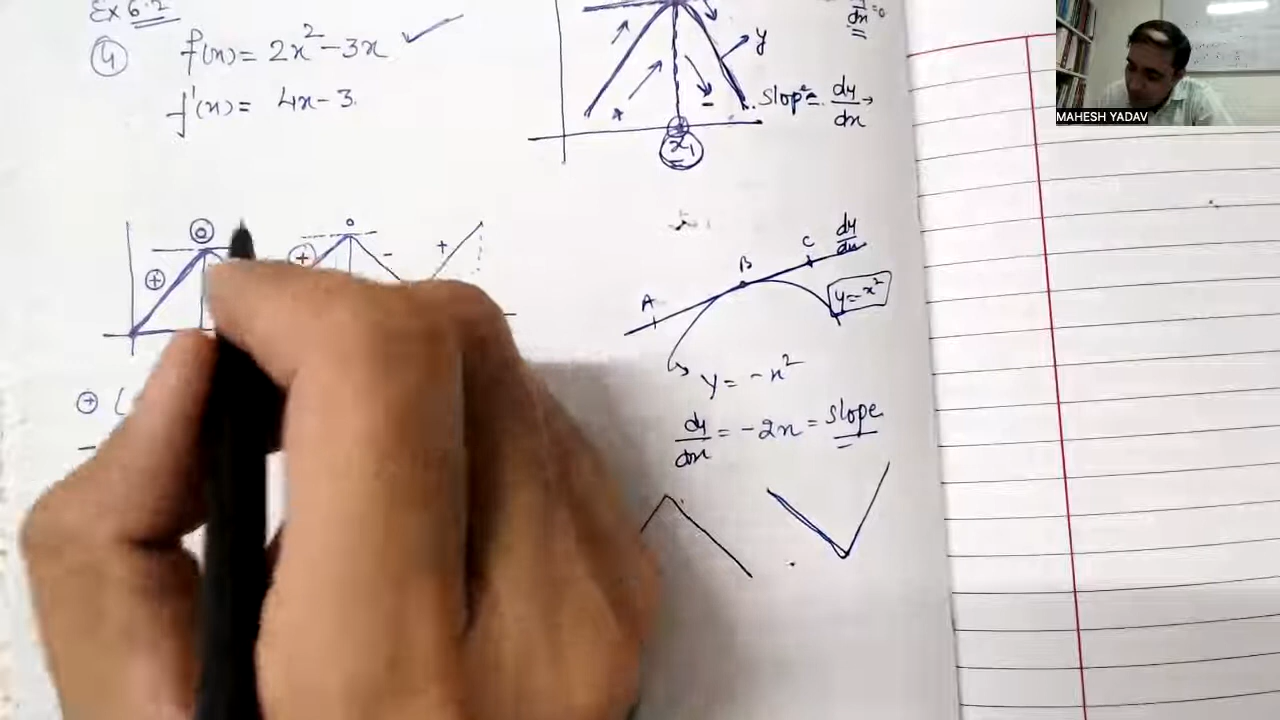 Ex 6.2
④ f(x) = 2x² - 3x ✓
f'(x) = 4x - 3
dx = 0
y
Slope = dy/dx →
x₁
+
-
MAHESH YADAV
0 0
+ + - +
+ (
-
A B C dy/dx
y = x²
y = -x²
dy/dx = -2x = slope